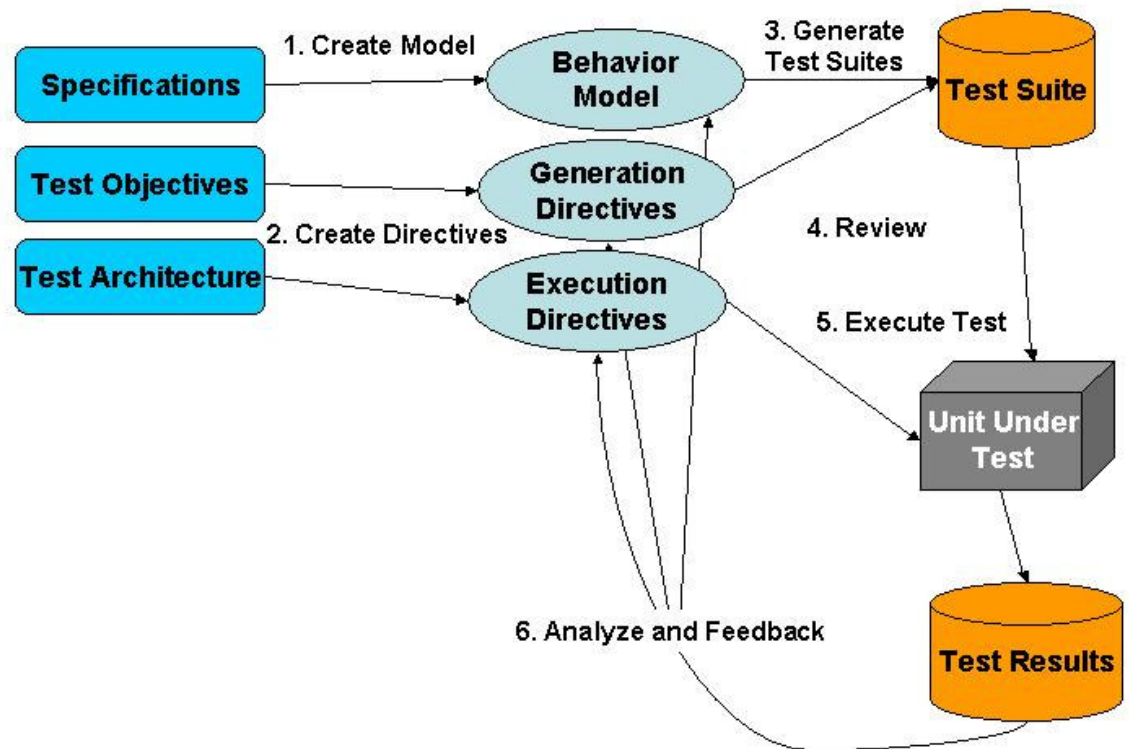 1. Create Model
Specifications
Behavior
Model
3. Generate
Test Suites
Test Suite
Test Objectives
Generation
Directives
2. Create Directives
4. Review
Test Architecture
Execution
Directives
5. Execute Test
Unit Under
Test
6. Analyze and Feedback
Test Results